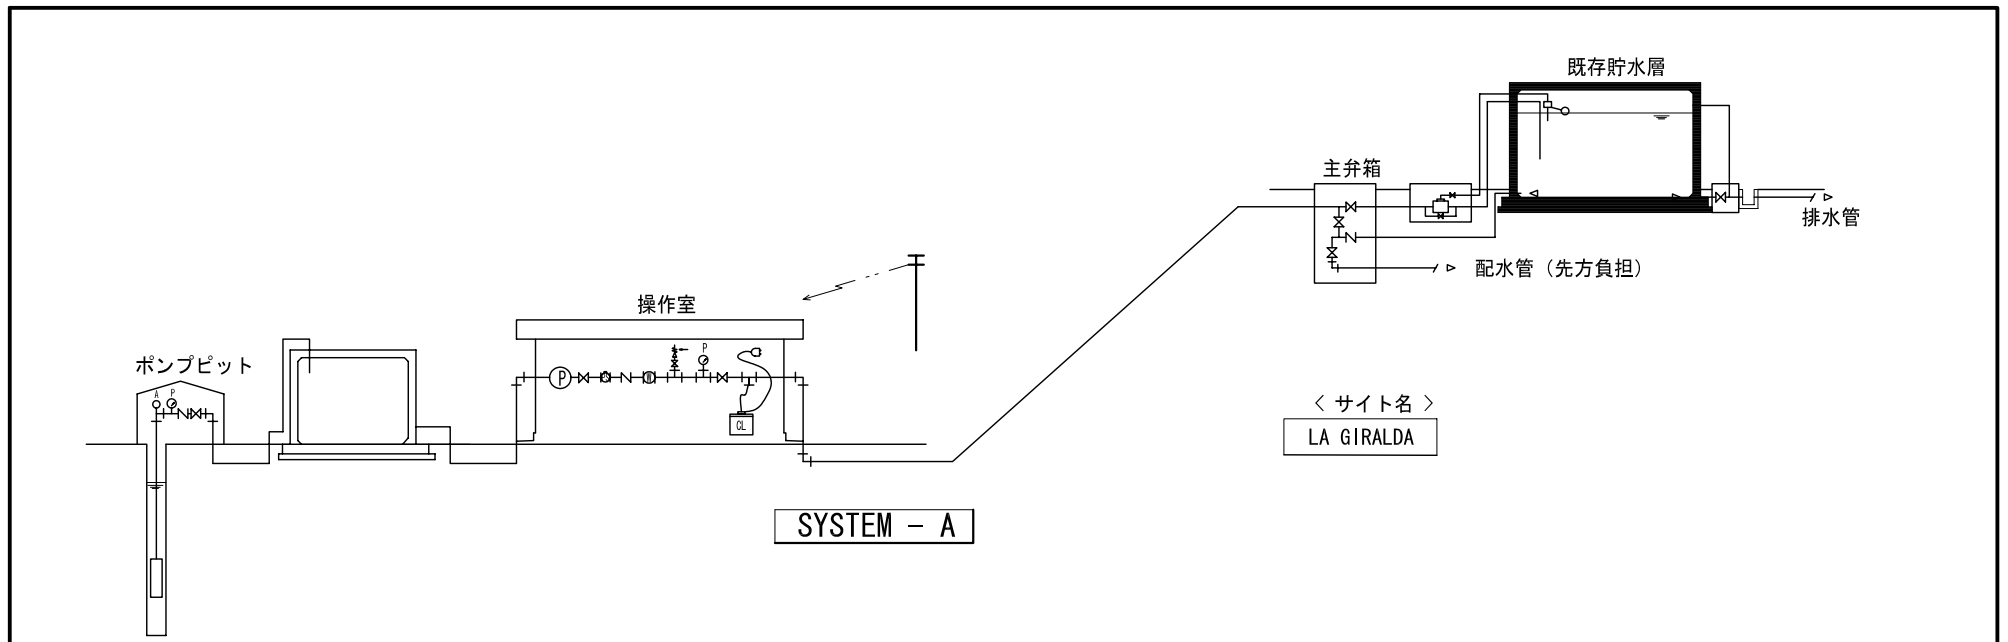 既存貯水層
主弁箱
排水管
配水管（先方負担）
操作室
P
ポンプピット
A P
P
M
CL
〈 サイト名 〉
LA GIRALDA
SYSTEM - A